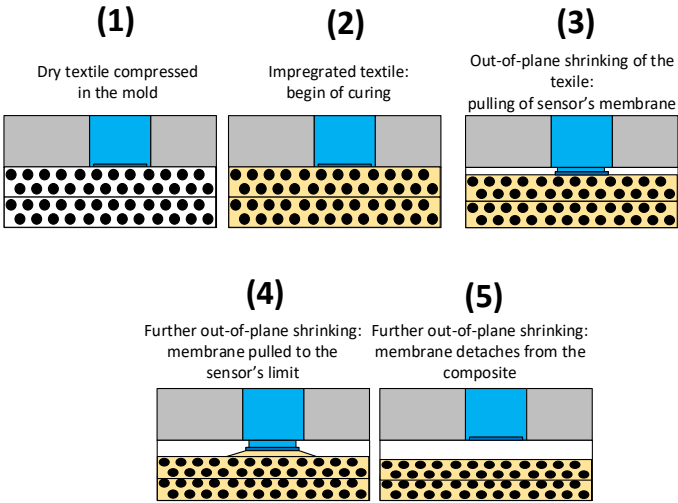 (1)
Dry textile compressed
in the mold
(2)
Impregrated textile:
begin of curing
(3)
Out-of-plane shrinking of the
texile:
pulling of sensor's membrane
(4)
Further out-of-plane shrinking:
membrane pulled to the
sensor's limit
(5)
Further out-of-plane shrinking:
membrane detaches from the
composite